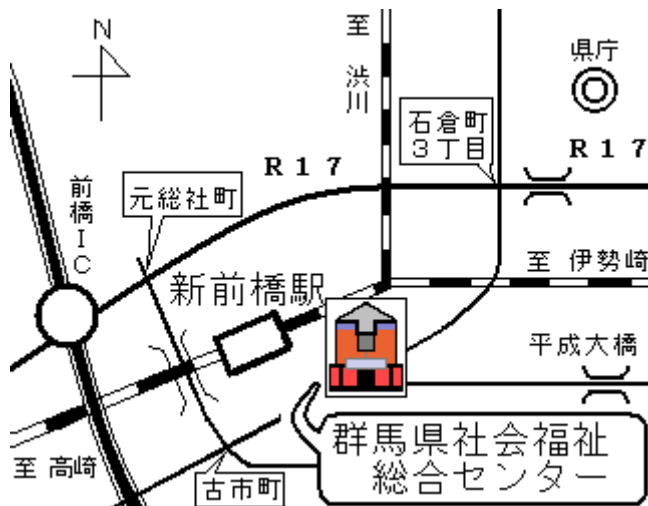 N
至 渋川
県庁
石倉町
3丁目
R17
R17
前橋IC
元総社町
新前橋駅
至 伊勢崎
平成大橋
群馬県社会福祉
総合センター
至 高崎
古市町